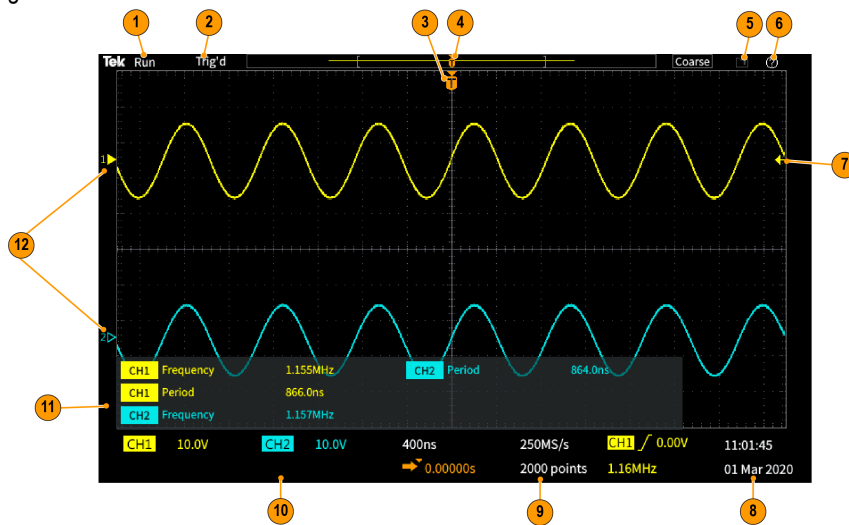 1 2 3 4 5 6
Tek Run Trig'd T Coarse ?
T
1
7
12
2
CH1 Frequency 1.155MHz CH2 Period 864.0ns
CH1 Period 866.0ns
11
CH2 Frequency 1.157MHz
CH1 10.0V CH2 10.0V 400ns 250MS/s CH1 0.00V 11:01:45
0.00000s 2000 points 1.16MHz 01 Mar 2020
10 9 8